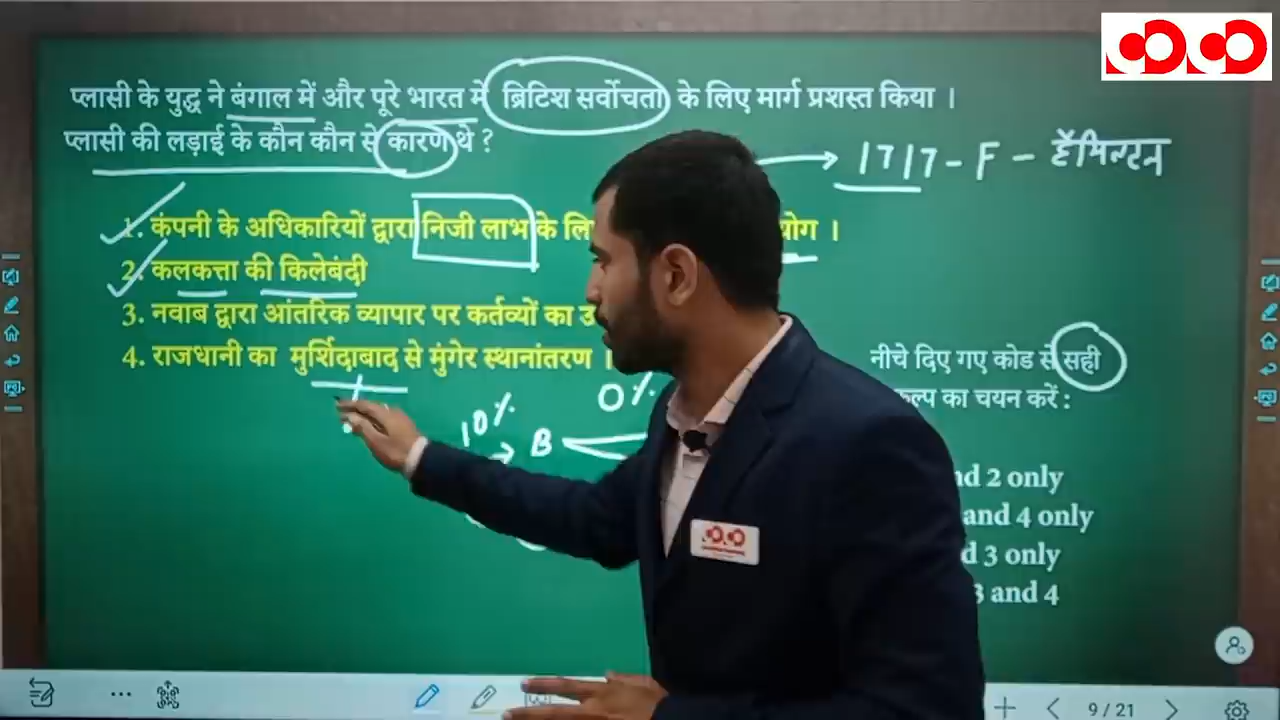 प्लासी के युद्ध ने बंगाल में और पूरे भारत में ब्रिटिश सर्वोचता के लिए मार्ग प्रशस्त किया ।
प्लासी की लड़ाई के कौन कौन से कारण थे ?
1717 - F - हैमिल्टन
1. कंपनी के अधिकारियों द्वारा निजी लाभ के
2. कलकत्ता की किलेबंदी
3. नवाब द्वारा आंतरिक व्यापार पर कर्तव्यों का
4. राजधानी का मुर्शिदाबाद से मुंगेर स्थानांतरण ।
नीचे दिए गए कोड से सही
का चयन करें :
10% B 0%
2 only
and 4 only
3 only
and 4
9 / 21